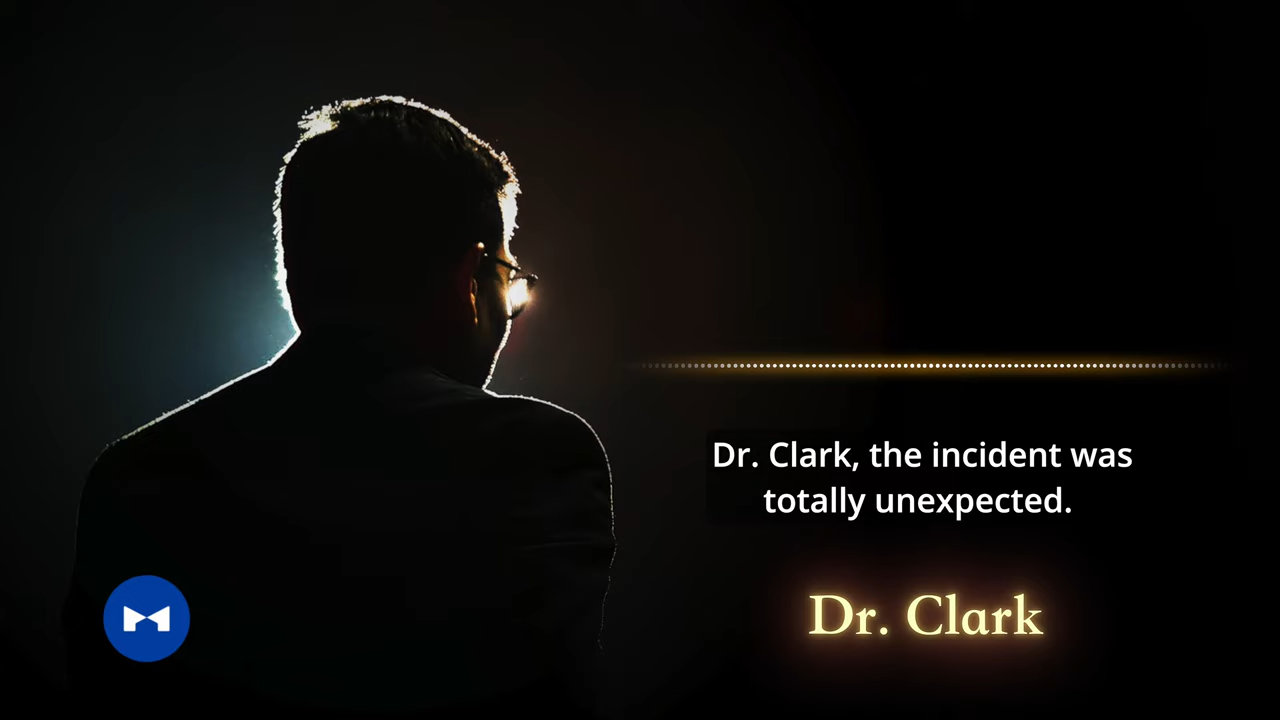 Dr. Clark, the incident was
totally unexpected.
Dr. Clark